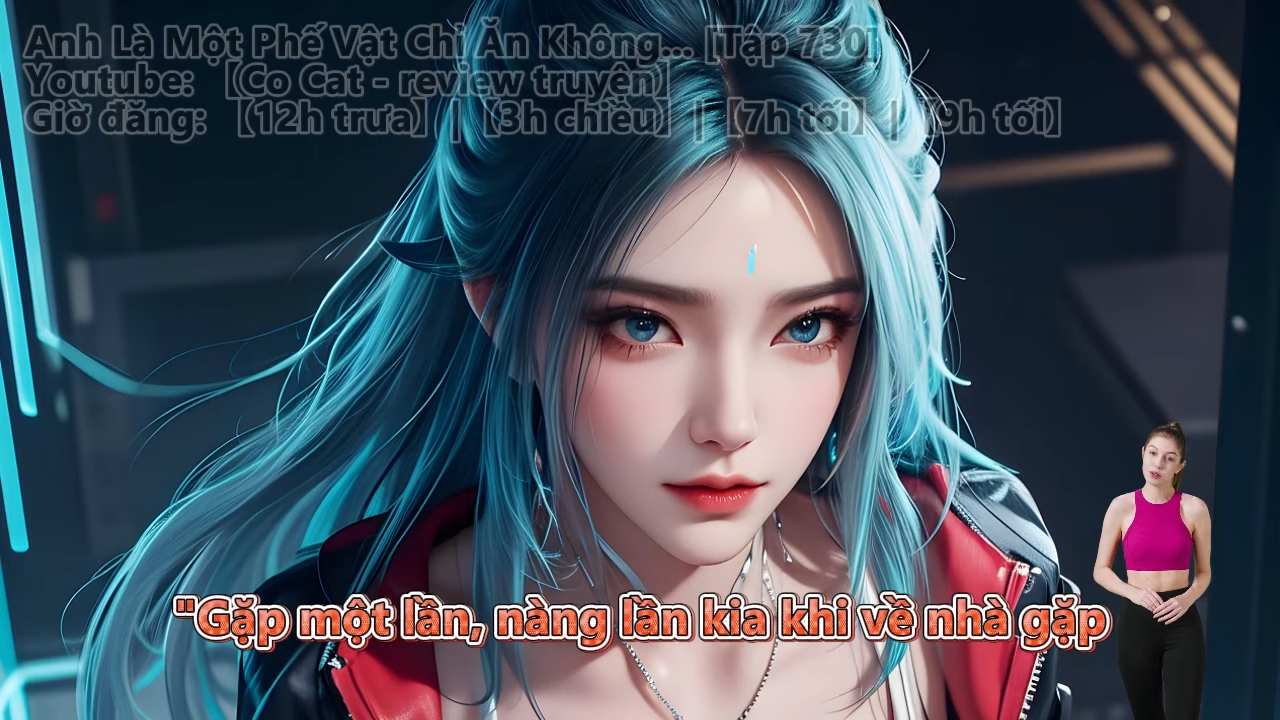 Anh Là Một Phế Vật Chỉ Ăn Không... [Tập 730]
Youtube: 【Co Cat - review truyện】
Giờ đăng: 【12h trưa】 | 【3h chiều】 | 【7h tối】 | 【9h tối】
"Gặp một lần, nàng lần kia khi về nhà gặp